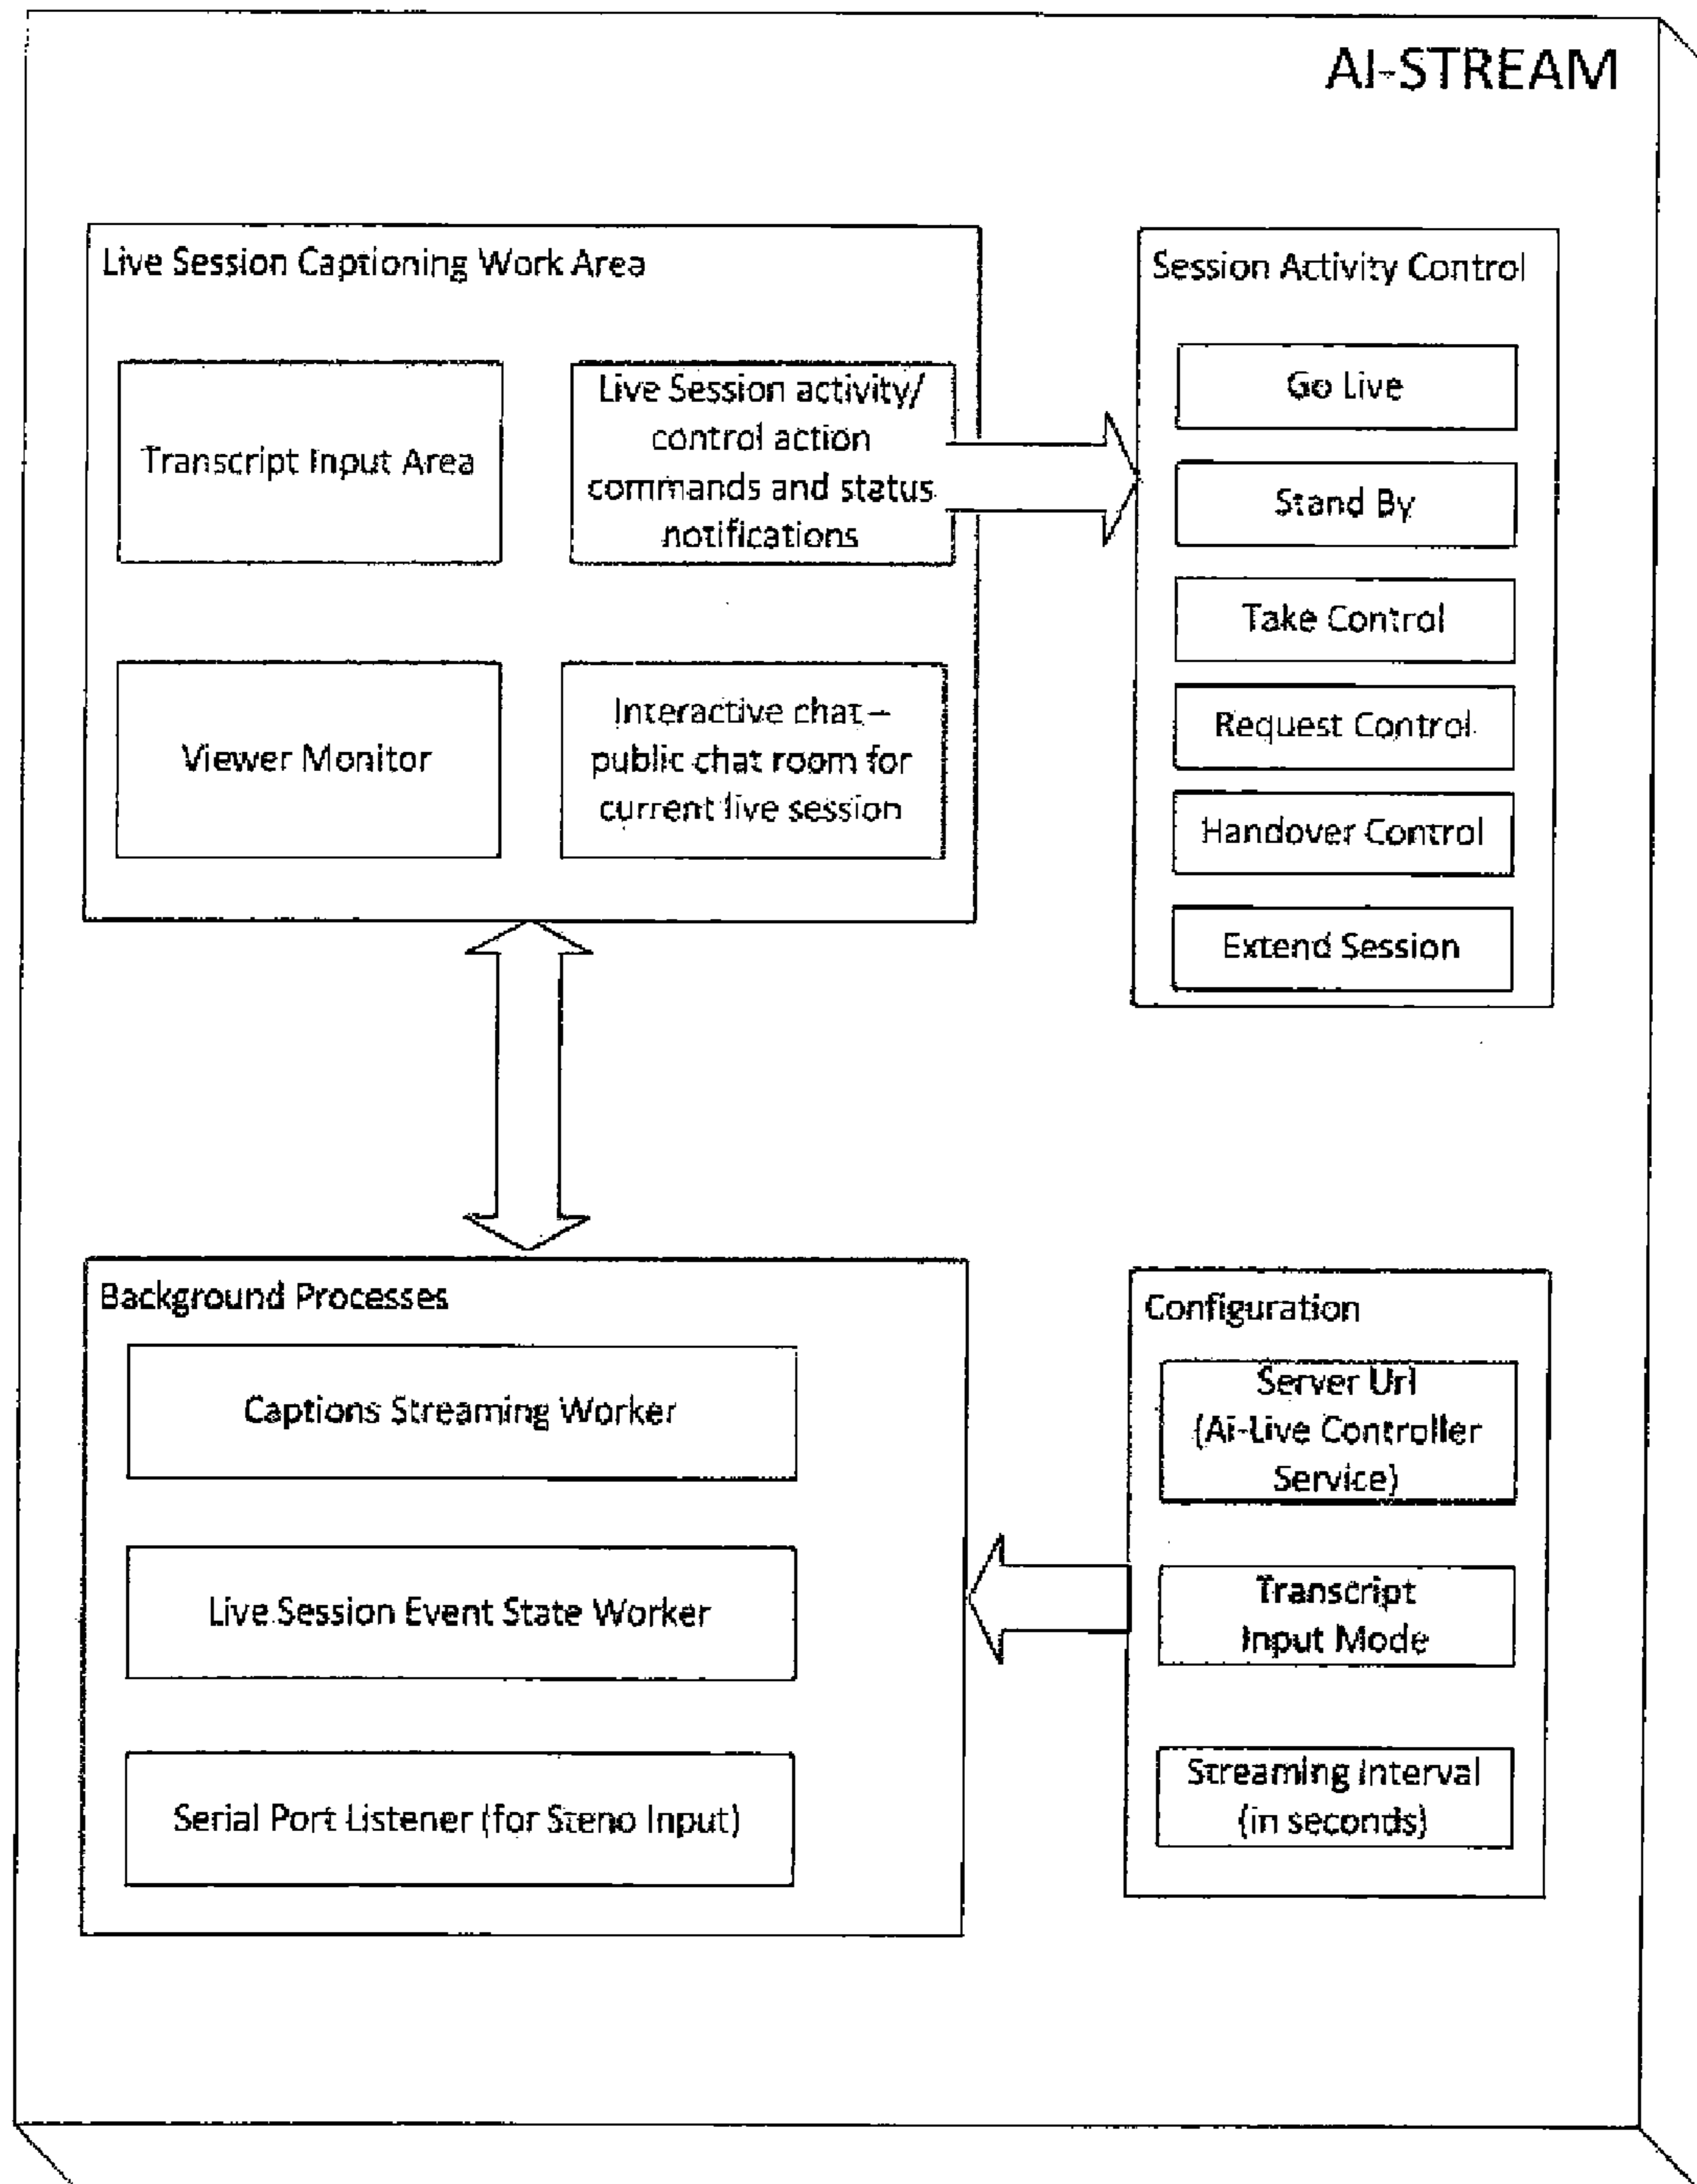 AI-STREAM
Live Session Captioning Work Area
Transcript Input Area
Live Session activity/
control action
commands and status
notifications
Viewer Monitor
Interactive chat –
public chat room for
current live session
Session Activity Control
Go Live
Stand By
Take Control
Request Control
Handover Control
Extend Session
Background Processes
Captions Streaming Worker
Live Session Event State Worker
Serial Port Listener (for Steno Input)
Configuration
Server Url
(Ai-Live Controller
Service)
Transcript
Input Mode
Streaming Interval
(in seconds)